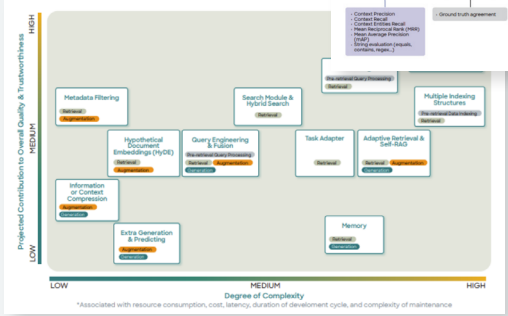 - Context Precision
- Context Recall
- Context Entities Recall
- Mean Reciprocal Rank (MRR)
- Mean Average Precision
(mAP)
- String evaluation (equals,
contains, regex...)
- Ground truth agreement
Projected Contribution to Overall Quality & Trustworthiness
HIGH
MEDIUM
LOW
Pre-retrieval Query Processing
Retrieval
Metadata Filtering
Retrieval
Augmentation
Search Module &
Hybrid Search
Retrieval
Multiple Indexing
Structures
Pre-retrieval Data Indexing
Retrieval
Hypothetical
Document
Embeddings (HyDE)
Retrieval
Augmentation
Query Engineering
& Fusion
Pre-retrieval Query Processing
Retrieval Augmentation
Generation
Task Adapter
Retrieval
Adaptive Retrieval &
Self-RAG
Retrieval Augmentation
Generation
Information
or Context
Compression
Augmentation
Generation
Extra Generation
& Predicting
Augmentation
Generation
Memory
Retrieval
Generation
LOW MEDIUM HIGH
Degree of Complexity
*Associated with resource consumption, cost, latency, duration of develoment cycle, and complexity of maintenance